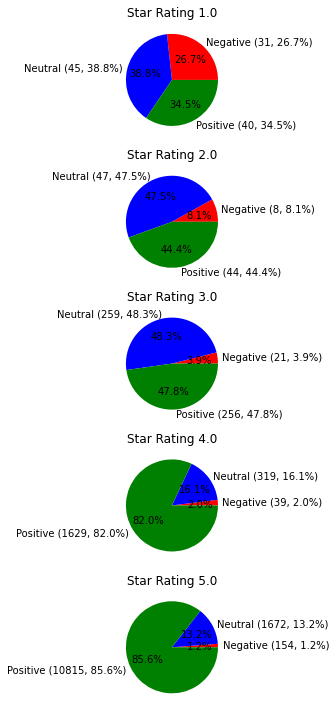 Star Rating 1.0
Negative (31, 26.7%)
26.7%
Neutral (45, 38.8%)
38.8%
34.5%
Positive (40, 34.5%)
Star Rating 2.0
Neutral (47, 47.5%)
47.5%
Negative (8, 8.1%)
8.1%
44.4%
Positive (44, 44.4%)
Star Rating 3.0
Neutral (259, 48.3%)
48.3%
Negative (21, 3.9%)
3.9%
47.8%
Positive (256, 47.8%)
Star Rating 4.0
Neutral (319, 16.1%)
16.1%
Negative (39, 2.0%)
2.0%
82.0%
Positive (1629, 82.0%)
Star Rating 5.0
Neutral (1672, 13.2%)
13.2%
Negative (154, 1.2%)
1.2%
85.6%
Positive (10815, 85.6%)